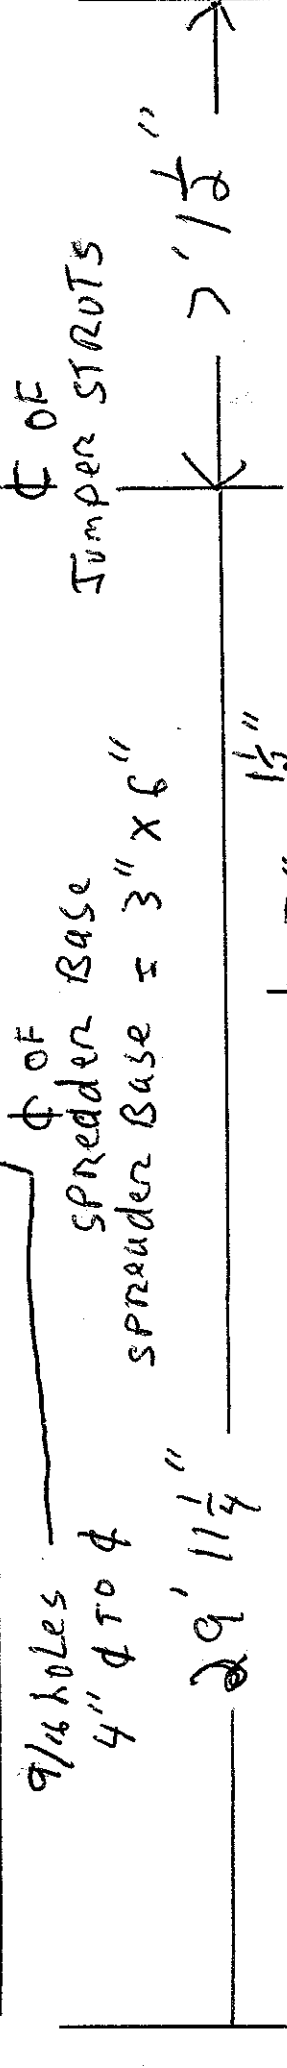 9/16 holes
4" ℄ TO ℄
℄ OF
SPREADER BASE
SPREADER BASE = 3" X 6"
℄ OF
JUMPER STRUTS
29' 11 1/4"
7' 1 1/2"
1/2"